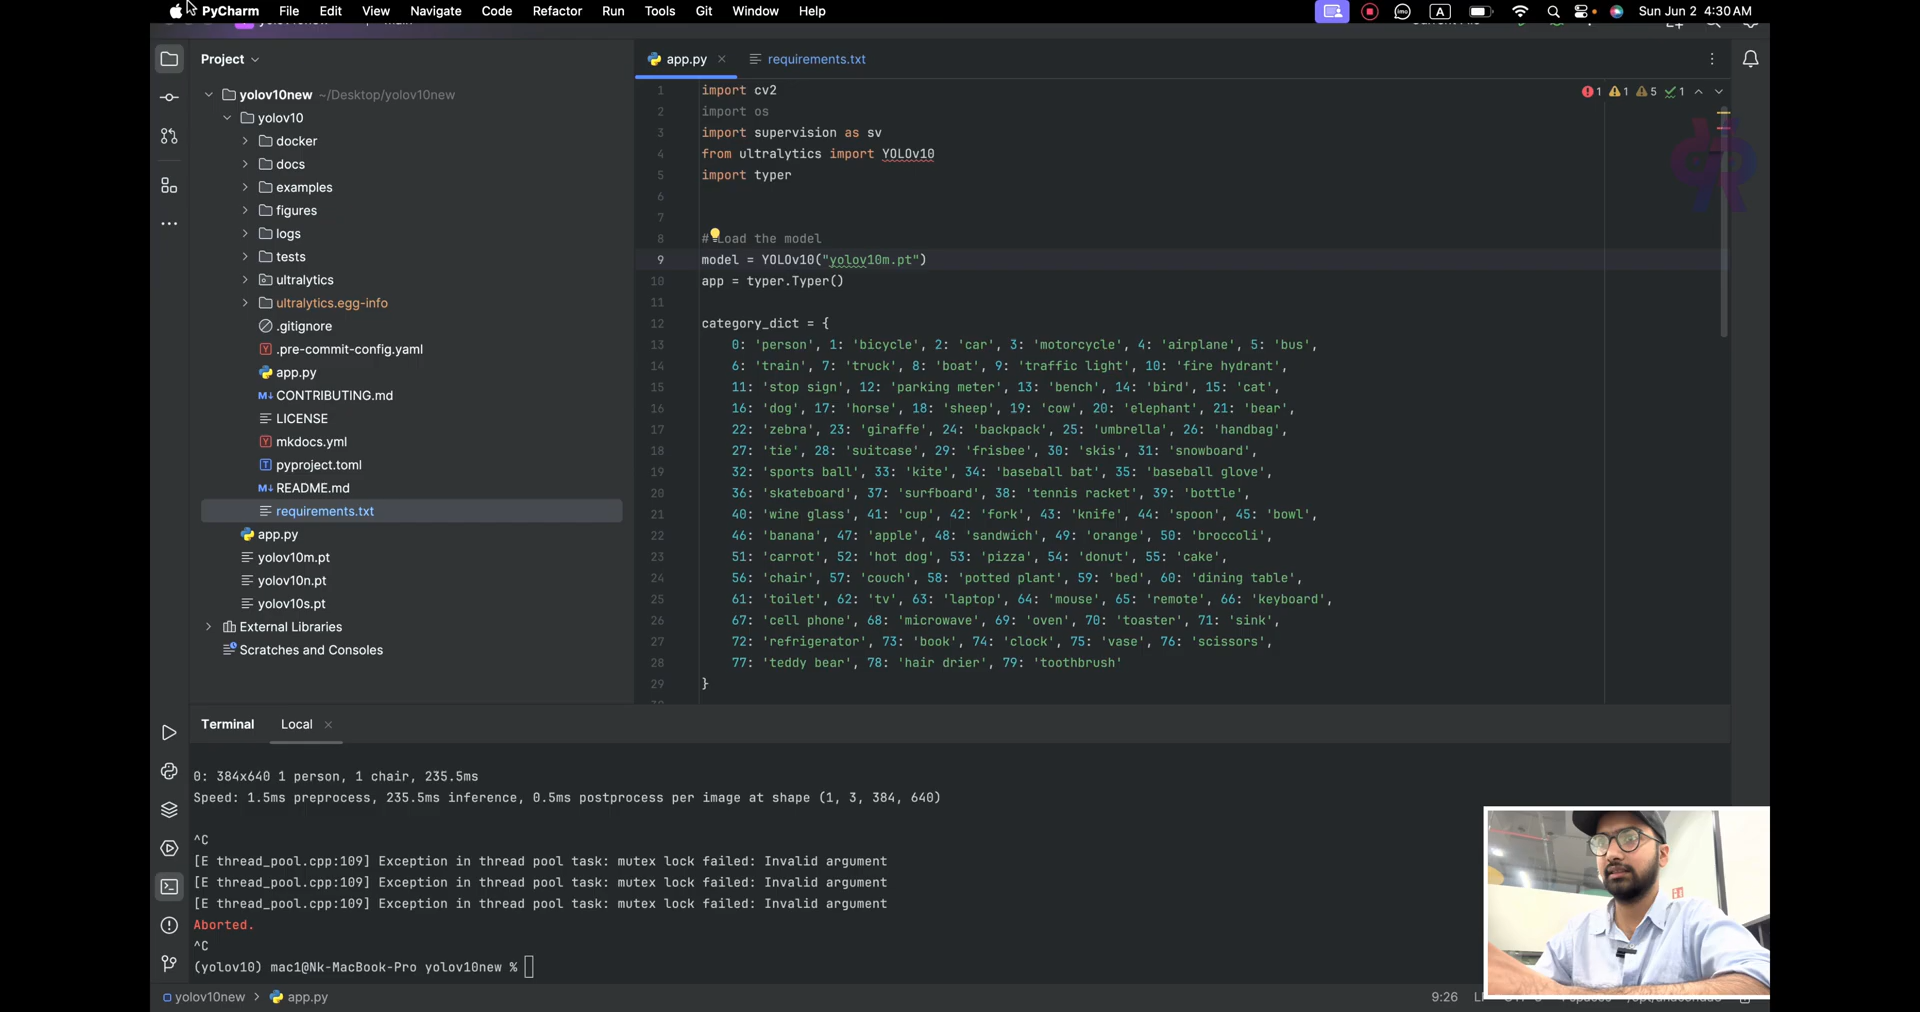 PyCharm File Edit View Navigate Code Refactor Run Tools Git Window Help
A
Sun Jun 2 4:30 AM
Project
app.py
requirements.txt
yolov10new ~/Desktop/yolov10new
yolov10
docker
docs
examples
figures
logs
tests
ultralytics
ultralytics.egg-info
.gitignore
.pre-commit-config.yaml
app.py
CONTRIBUTING.md
LICENSE
mkdocs.yml
pyproject.toml
README.md
requirements.txt
app.py
yolov10m.pt
yolov10n.pt
yolov10s.pt
External Libraries
Scratches and Consoles
1 1 5 1
1 import cv2
2 import os
3 import supervision as sv
4 from ultralytics import YOLOv10
5 import typer
6
7
8 # Load the model
9 model = YOLOv10("yolov10m.pt")
10 app = typer.Typer()
11
12 category_dict = {
13 0: 'person', 1: 'bicycle', 2: 'car', 3: 'motorcycle', 4: 'airplane', 5: 'bus',
14 6: 'train', 7: 'truck', 8: 'boat', 9: 'traffic light', 10: 'fire hydrant',
15 11: 'stop sign', 12: 'parking meter', 13: 'bench', 14: 'bird', 15: 'cat',
16 16: 'dog', 17: 'horse', 18: 'sheep', 19: 'cow', 20: 'elephant', 21: 'bear',
17 22: 'zebra', 23: 'giraffe', 24: 'backpack', 25: 'umbrella', 26: 'handbag',
18 27: 'tie', 28: 'suitcase', 29: 'frisbee', 30: 'skis', 31: 'snowboard',
19 32: 'sports ball', 33: 'kite', 34: 'baseball bat', 35: 'baseball glove',
20 36: 'skateboard', 37: 'surfboard', 38: 'tennis racket', 39: 'bottle',
21 40: 'wine glass', 41: 'cup', 42: 'fork', 43: 'knife', 44: 'spoon', 45: 'bowl',
22 46: 'banana', 47: 'apple', 48: 'sandwich', 49: 'orange', 50: 'broccoli',
23 51: 'carrot', 52: 'hot dog', 53: 'pizza', 54: 'donut', 55: 'cake',
24 56: 'chair', 57: 'couch', 58: 'potted plant', 59: 'bed', 60: 'dining table',
25 61: 'toilet', 62: 'tv', 63: 'laptop', 64: 'mouse', 65: 'remote', 66: 'keyboard',
26 67: 'cell phone', 68: 'microwave', 69: 'oven', 70: 'toaster', 71: 'sink',
27 72: 'refrigerator', 73: 'book', 74: 'clock', 75: 'vase', 76: 'scissors',
28 77: 'teddy bear', 78: 'hair drier', 79: 'toothbrush'
29 }
Terminal Local
0: 384x640 1 person, 1 chair, 235.5ms
Speed: 1.5ms preprocess, 235.5ms inference, 0.5ms postprocess per image at shape (1, 3, 384, 640)
^C
[E thread_pool.cpp:109] Exception in thread pool task: mutex lock failed: Invalid argument
[E thread_pool.cpp:109] Exception in thread pool task: mutex lock failed: Invalid argument
[E thread_pool.cpp:109] Exception in thread pool task: mutex lock failed: Invalid argument
Aborted.
^C
(yolov10) mac1@Nk-MacBook-Pro yolov10new %
yolov10new > app.py
9:26